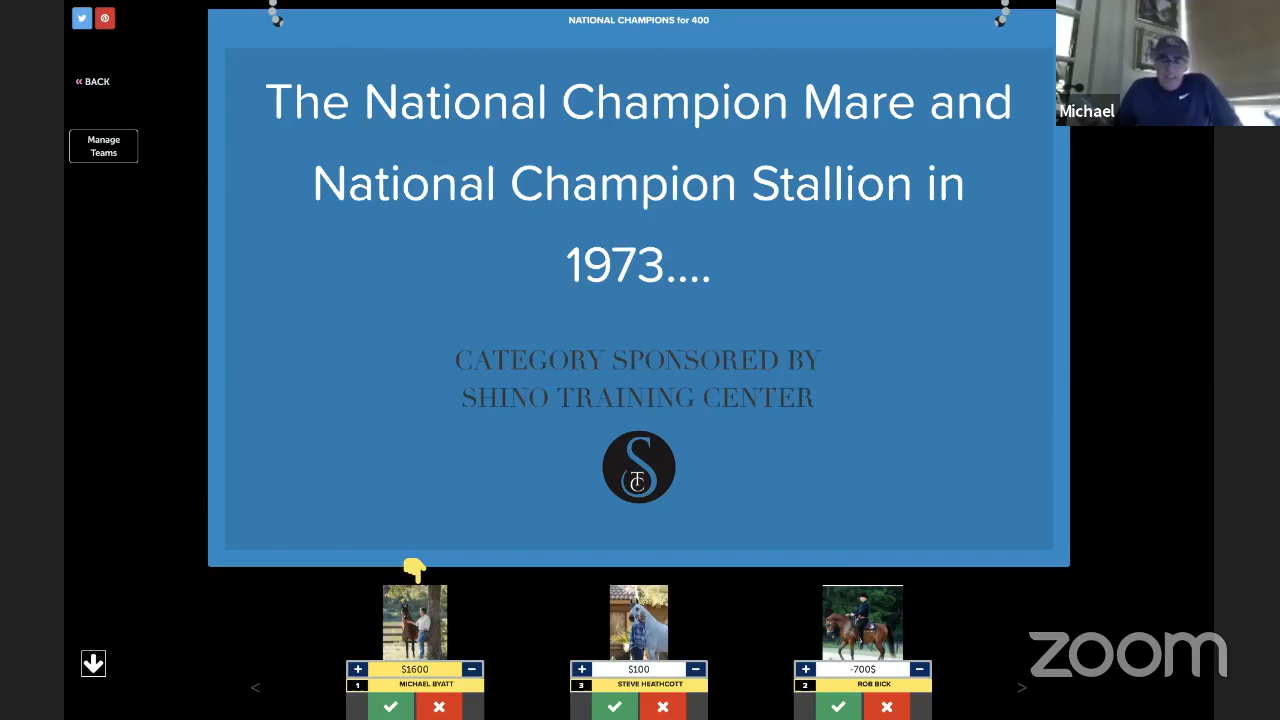 NATIONAL CHAMPIONS for 400
« BACK
Manage
Teams
The National Champion Mare and
National Champion Stallion in
1973....
CATEGORY SPONSORED BY
SHINO TRAINING CENTER
S
TC
Michael
+ $1600 −
1 MICHAEL BYATT
+ $100 −
3 STEVE HEATHCOTT
+ -700$ −
2 ROB BICK
< >
zoom